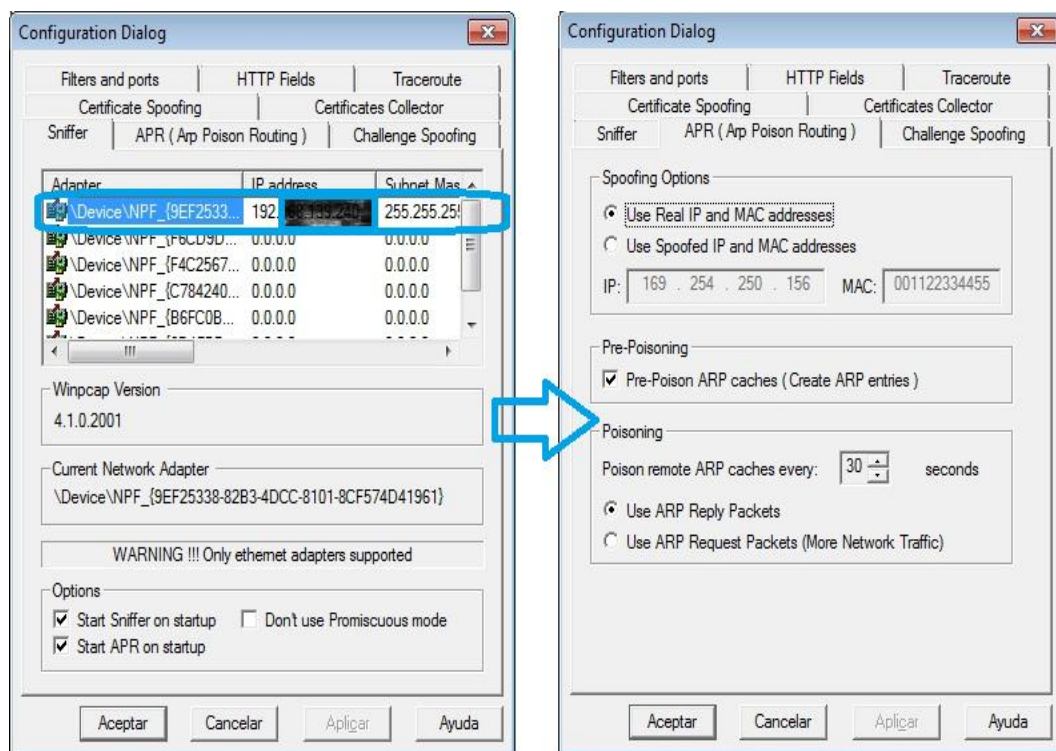 Configuration Dialog
Filters and ports HTTP Fields Traceroute
Certificate Spoofing Certificates Collector
Sniffer APR ( Arp Poison Routing ) Challenge Spoofing
Adapter IP address Subnet Mas
\Device\NPF_{9EF2533... 192. 255.255.25
\Device\NPF_{F6CD9D... 0.0.0.0 0.0.0.0
\Device\NPF_{F4C2567... 0.0.0.0 0.0.0.0
\Device\NPF_{C784240... 0.0.0.0 0.0.0.0
\Device\NPF_{B6FC0B... 0.0.0.0 0.0.0.0
Winpcap Version
4.1.0.2001
Current Network Adapter
\Device\NPF_{9EF25338-82B3-4DCC-8101-8CF574D41961}
WARNING !!! Only ethernet adapters supported
Options
Start Sniffer on startup Don't use Promiscuous mode
Start APR on startup
Aceptar Cancelar Aplicar Ayuda
Configuration Dialog
Filters and ports HTTP Fields Traceroute
Certificate Spoofing Certificates Collector
Sniffer APR ( Arp Poison Routing ) Challenge Spoofing
Spoofing Options
Use Real IP and MAC addresses
Use Spoofed IP and MAC addresses
IP: 169 . 254 . 250 . 156 MAC: 001122334455
Pre-Poisoning
Pre-Poison ARP caches ( Create ARP entries )
Poisoning
Poison remote ARP caches every: 30 seconds
Use ARP Reply Packets
Use ARP Request Packets (More Network Traffic)
Aceptar Cancelar Aplicar Ayuda